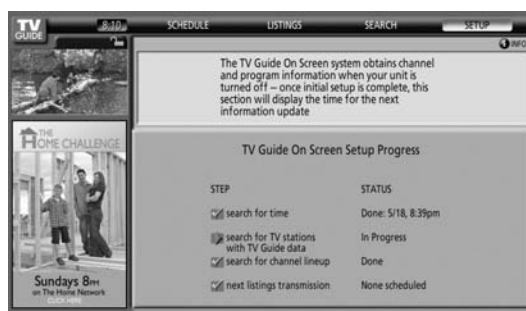 TV
GUIDE
8:10
SCHEDULE
LISTINGS
SEARCH
SETUP
INFO
The TV Guide On Screen system obtains channel
and program information when your unit is
turned off – once initial setup is complete, this
section will display the time for the next
information update
THE
HOME CHALLENGE
Sundays 8PM
on The Home Network
CLICK HERE
TV Guide On Screen Setup Progress
STEP
STATUS
search for time
Done: 5/18, 8:39pm
search for TV stations
with TV Guide data
In Progress
search for channel lineup
Done
next listings transmission
None scheduled